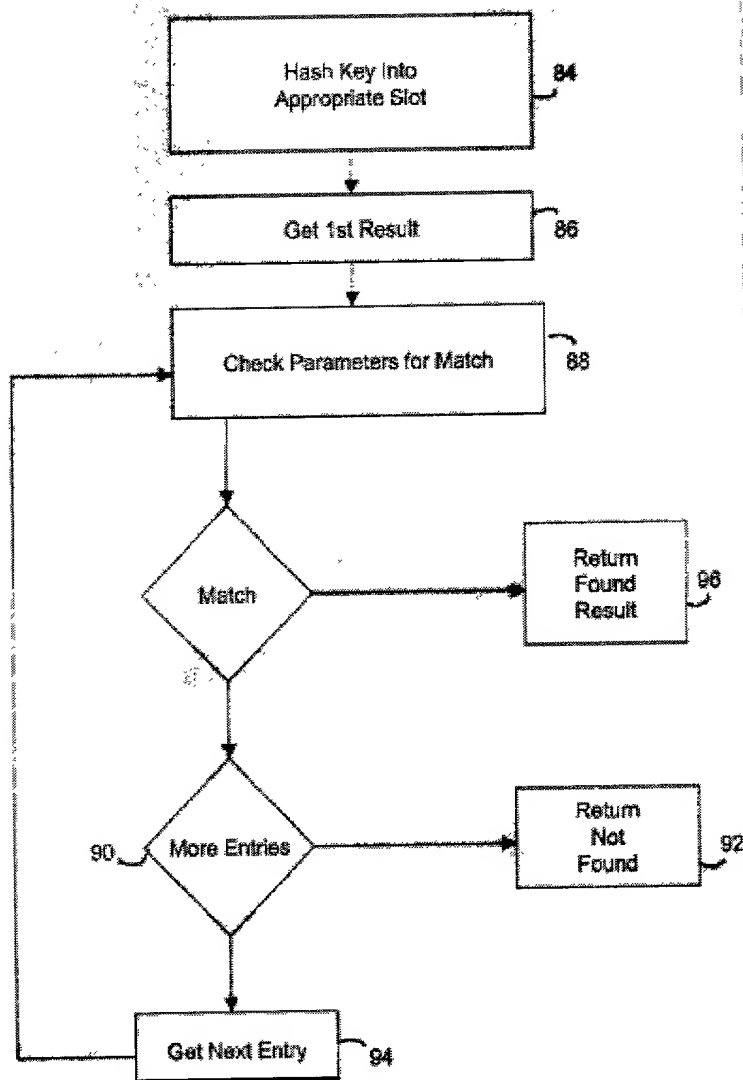 Hash Key Into
Appropriate Slot
84
Get 1st Result
86
Check Parameters for Match
88
Match
Return
Found
Result
96
90
More Entries
Return
Not
Found
92
Get Next Entry
94